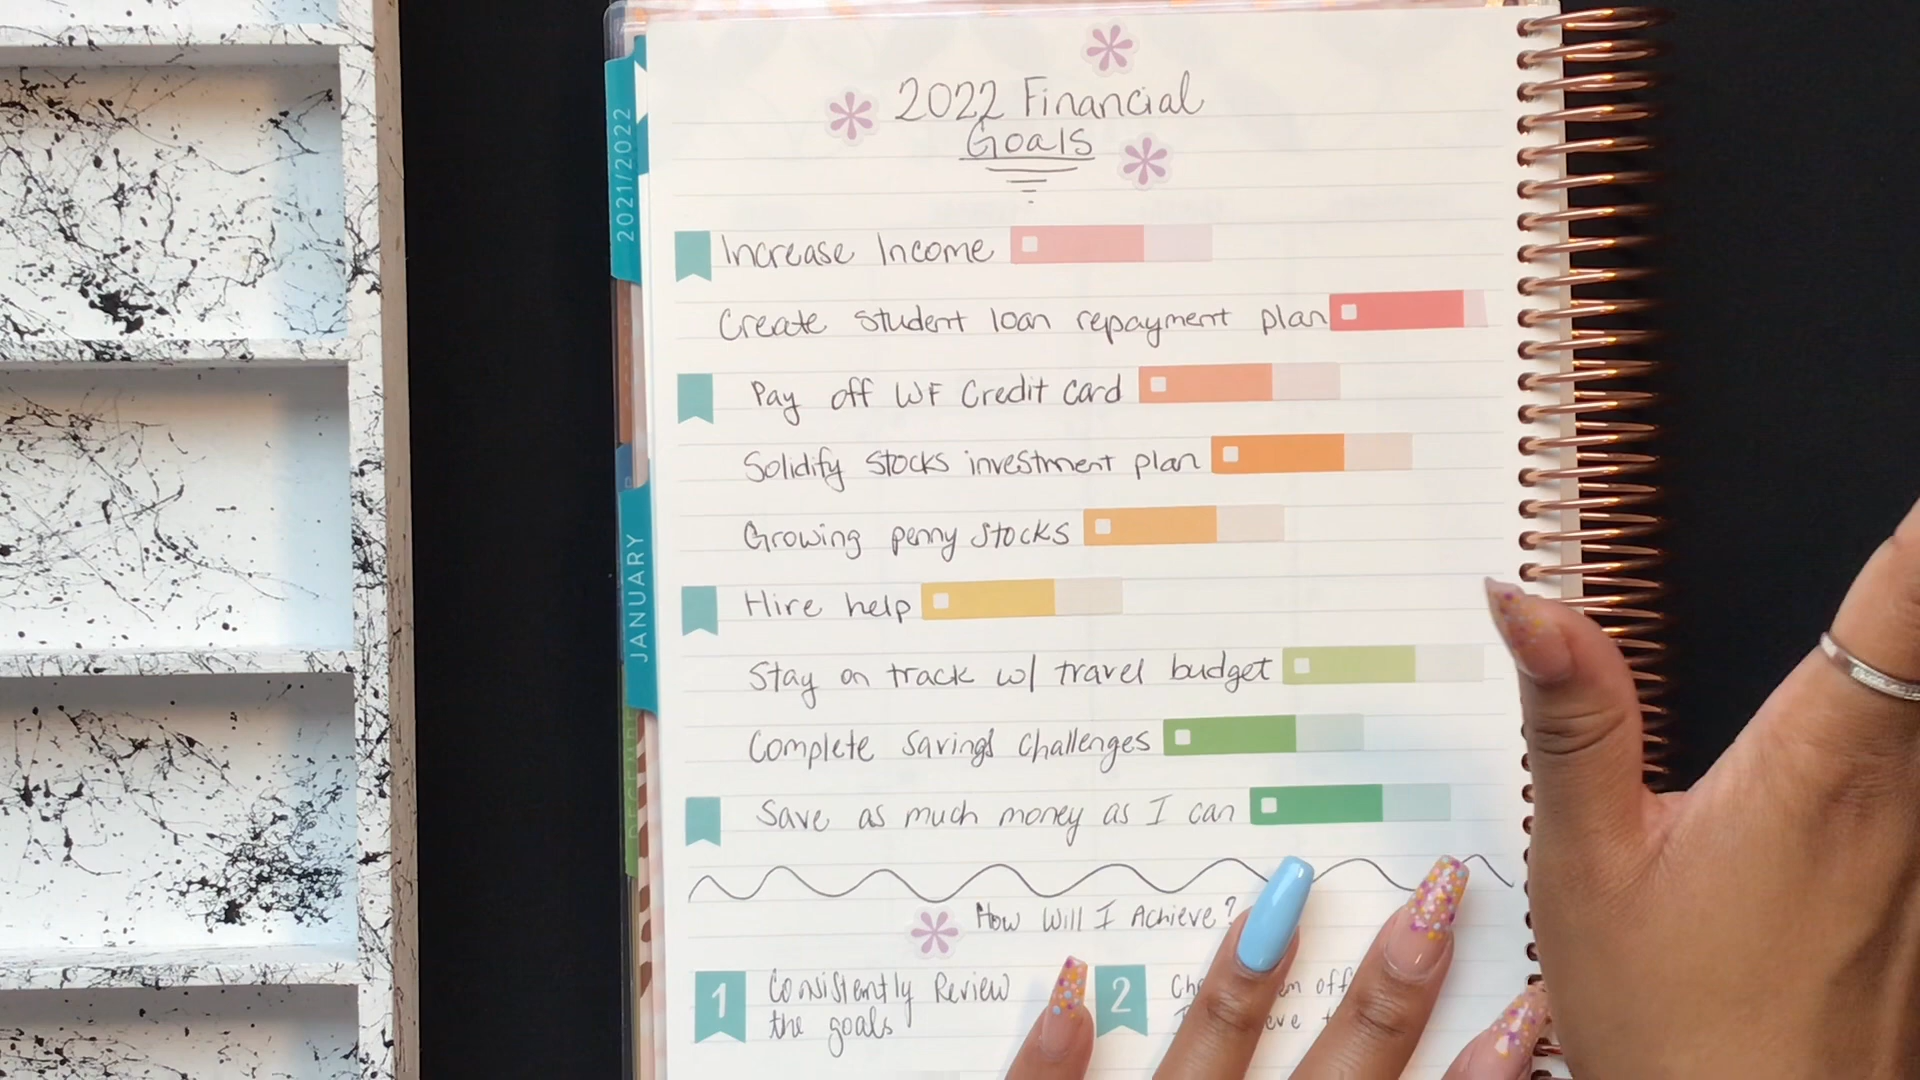 2022 Financial
Goals
2021/2022
Increase Income
Create student loan repayment plan
Pay off WF Credit Card
Solidify stocks investment plan
Growing penny stocks
JANUARY
Hire help
Stay on track w/ travel budget
Complete Savings Challenges
Save as much money as I can
How Will I Achieve?
1 Consistently Review
the goals
2
off